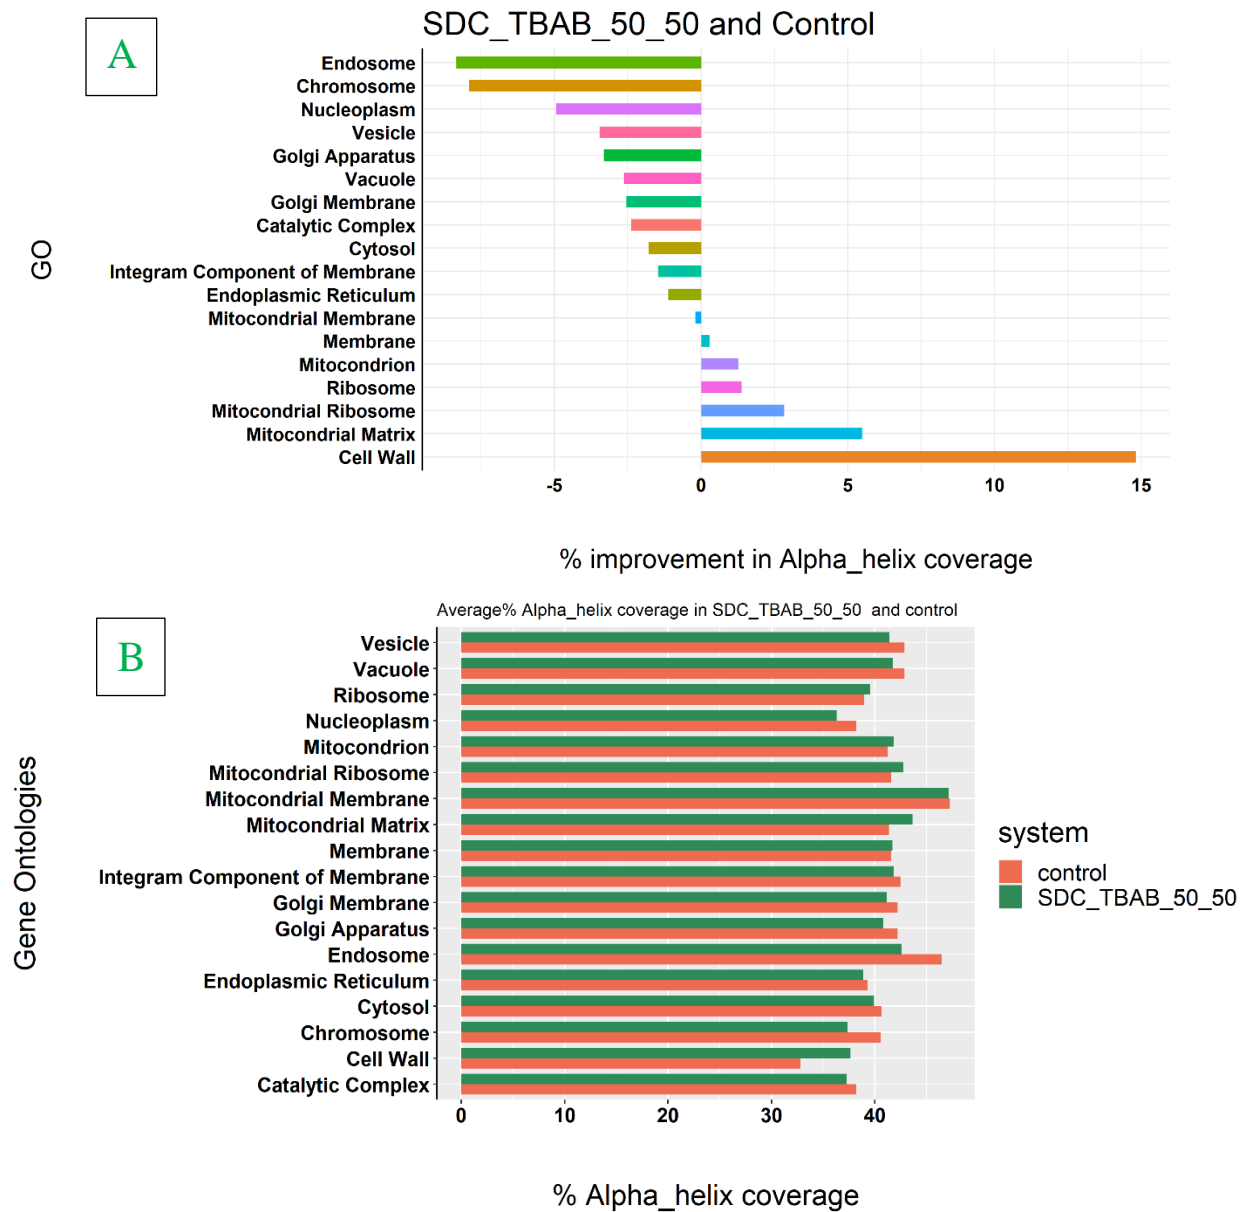 A
SDC_TBAB_50_50 and Control
GO
Endosome
Chromosome
Nucleoplasm
Vesicle
Golgi Apparatus
Vacuole
Golgi Membrane
Catalytic Complex
Cytosol
Integram Component of Membrane
Endoplasmic Reticulum
Mitocondrial Membrane
Membrane
Mitocondrion
Ribosome
Mitocondrial Ribosome
Mitocondrial Matrix
Cell Wall
-5 0 5 10 15
% improvement in Alpha_helix coverage
B
Average% Alpha_helix coverage in SDC_TBAB_50_50 and control
Gene Ontologies
Vesicle
Vacuole
Ribosome
Nucleoplasm
Mitocondrion
Mitocondrial Ribosome
Mitocondrial Membrane
Mitocondrial Matrix
Membrane
Integram Component of Membrane
Golgi Membrane
Golgi Apparatus
Endosome
Endoplasmic Reticulum
Cytosol
Chromosome
Cell Wall
Catalytic Complex
0 10 20 30 40
% Alpha_helix coverage
system
control
SDC_TBAB_50_50